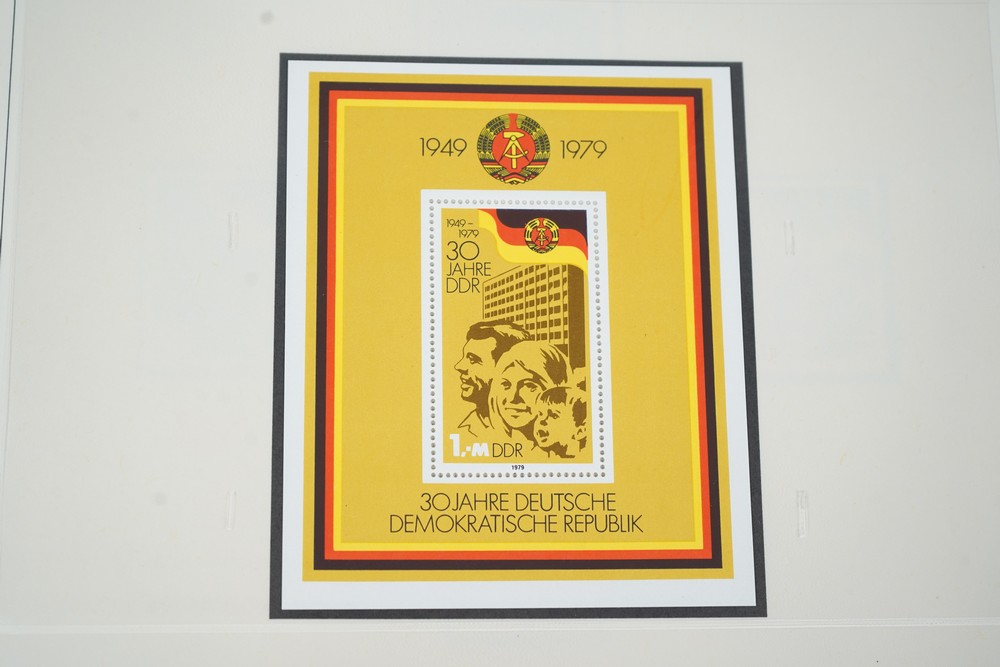 1949 1979
1949–
1979
30
JAHRE
DDR
1,-M DDR
1979
30 JAHRE DEUTSCHE
DEMOKRATISCHE REPUBLIK